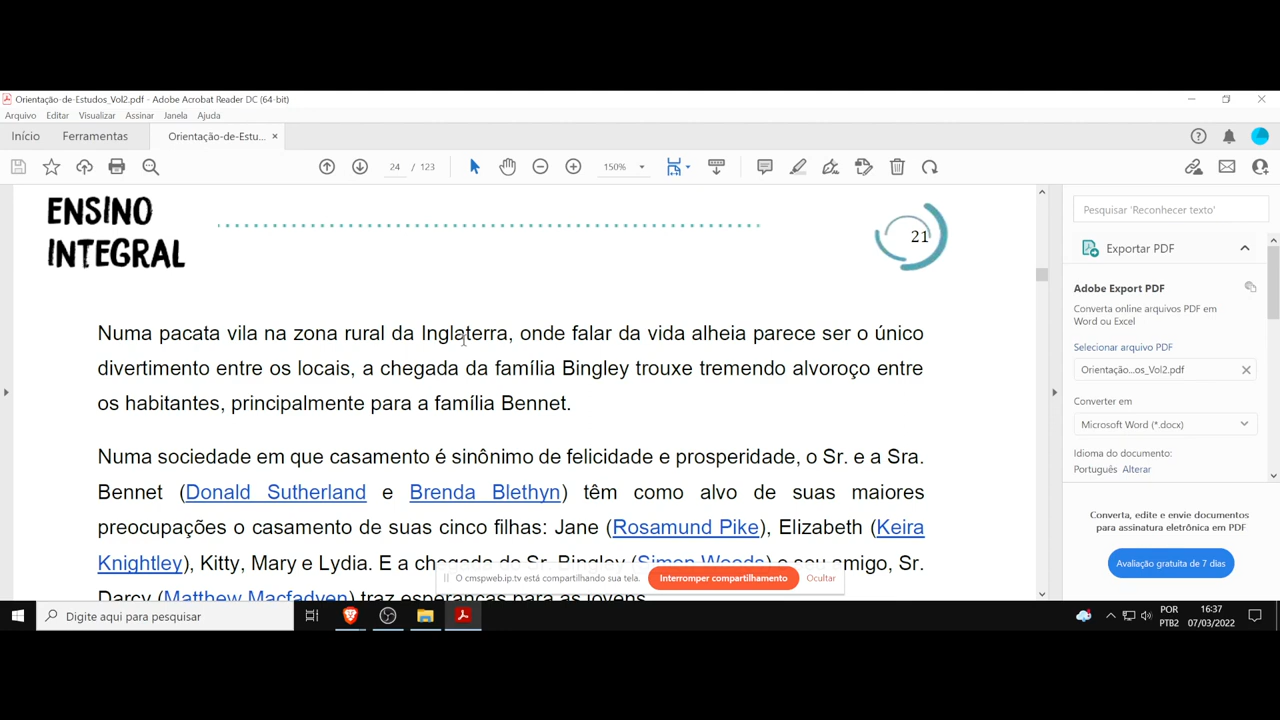 Orientação-de-Estudos_Vol2.pdf - Adobe Acrobat Reader DC (64-bit)
Arquivo Editar Visualizar Assinar Janela Ajuda
Início Ferramentas Orientação-de-Estu... ×
24 / 123 150%
ENSINO
INTEGRAL
21
Numa pacata vila na zona rural da Inglaterra, onde falar da vida alheia parece ser o único
divertimento entre os locais, a chegada da família Bingley trouxe tremendo alvoroço entre
os habitantes, principalmente para a família Bennet.
Numa sociedade em que casamento é sinônimo de felicidade e prosperidade, o Sr. e a Sra.
Bennet (Donald Sutherland e Brenda Blethyn) têm como alvo de suas maiores
preocupações o casamento de suas cinco filhas: Jane (Rosamund Pike), Elizabeth (Keira
Knightley), Kitty, Mary e Lydia. E a chegada do Sr. Bingley (Simon Woods) e seu amigo, Sr.
Darcy (Matthew Macfadyen) traz esperanças para as jovens
O cmspweb.ip.tv está compartilhando sua tela. Interromper compartilhamento Ocultar
Pesquisar 'Reconhecer texto'
Exportar PDF
Adobe Export PDF
Converta online arquivos PDF em
Word ou Excel
Selecionar arquivo PDF
Orientação...os_Vol2.pdf
Converter em
Microsoft Word (*.docx)
Idioma do documento:
Português Alterar
Converta, edite e envie documentos
para assinatura eletrônica em PDF
Avaliação gratuita de 7 dias
Digite aqui para pesquisar
POR
PTB2
16:37
07/03/2022